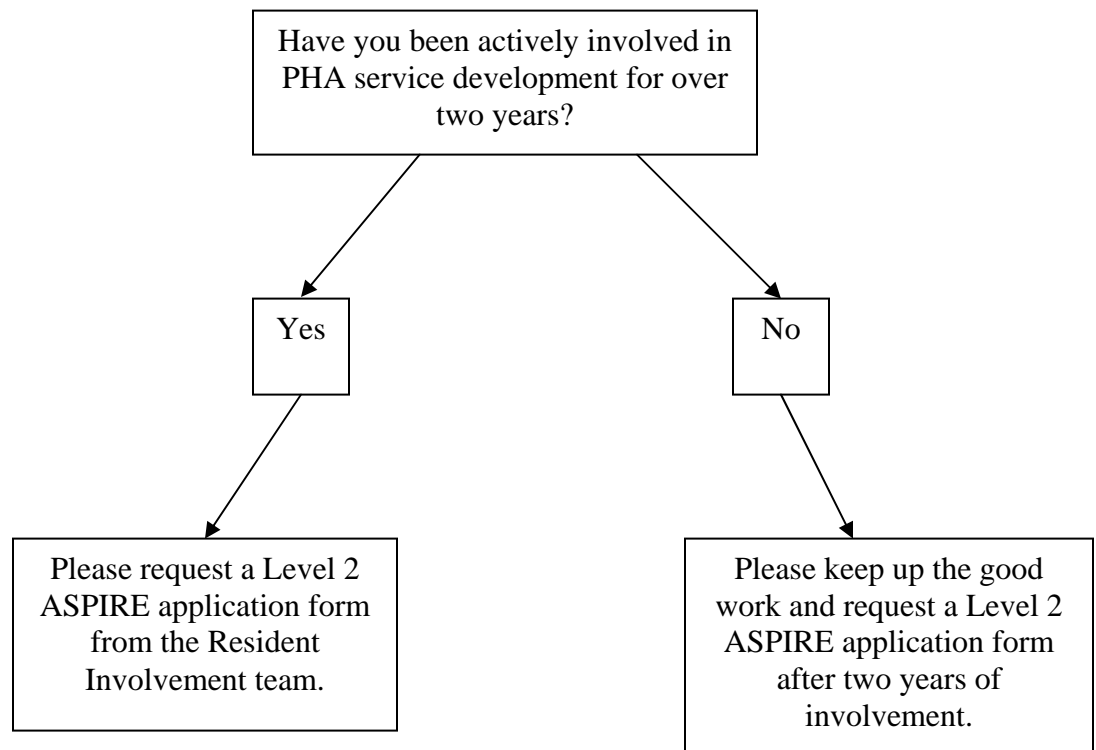 Have you been actively involved in
PHA service development for over
two years?
Yes
No
Please request a Level 2
ASPIRE application form
from the Resident
Involvement team.
Please keep up the good
work and request a Level 2
ASPIRE application form
after two years of
involvement.